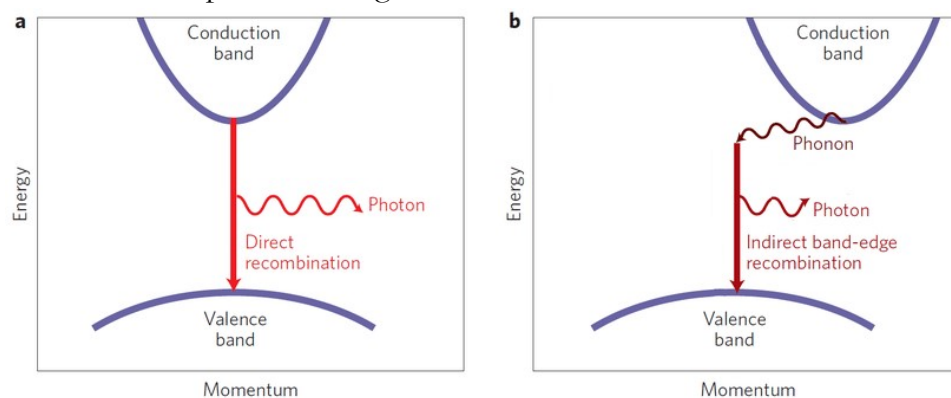 a
Conduction
band
Photon
Direct
recombination
Valence
band
Energy
Momentum
b
Conduction
band
Phonon
Photon
Indirect band-edge
recombination
Valence
band
Energy
Momentum